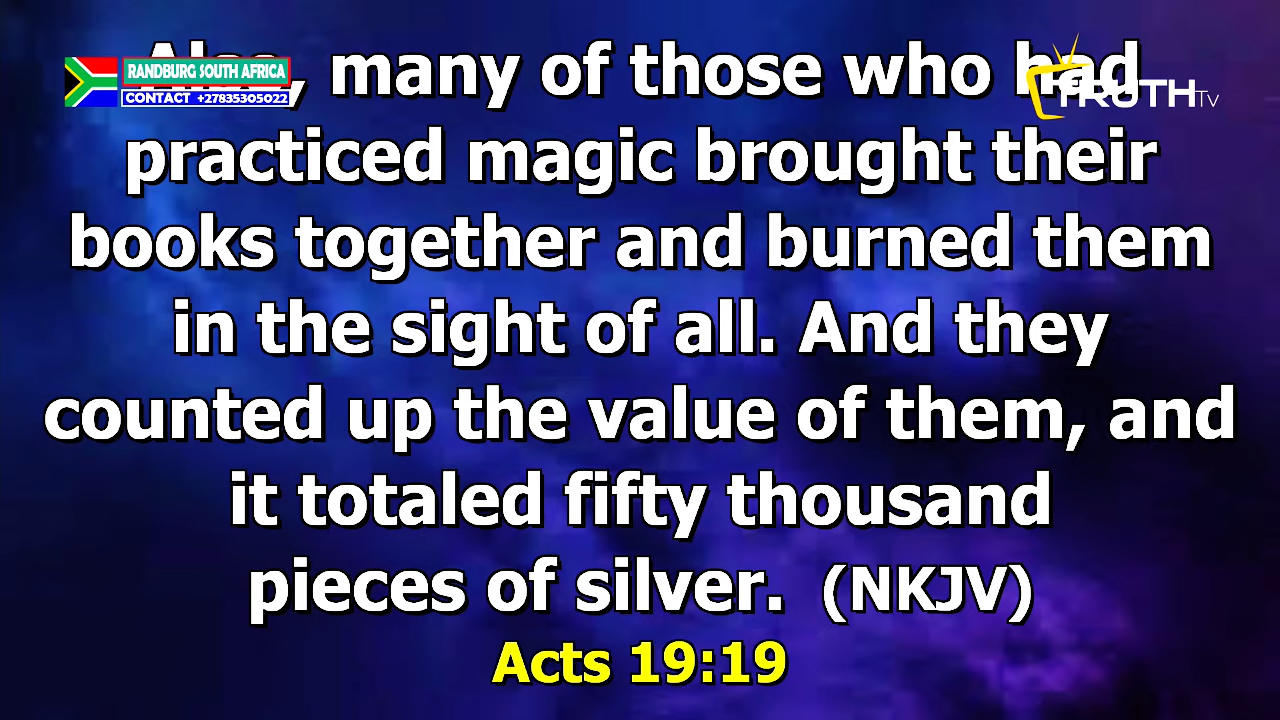 Also, many of those who had
practiced magic brought their
books together and burned them
in the sight of all. And they
counted up the value of them, and
it totaled fifty thousand
pieces of silver. (NKJV)
Acts 19:19
RANDBURG SOUTH AFRICA
CONTACT +27835305022
TRUTH TV